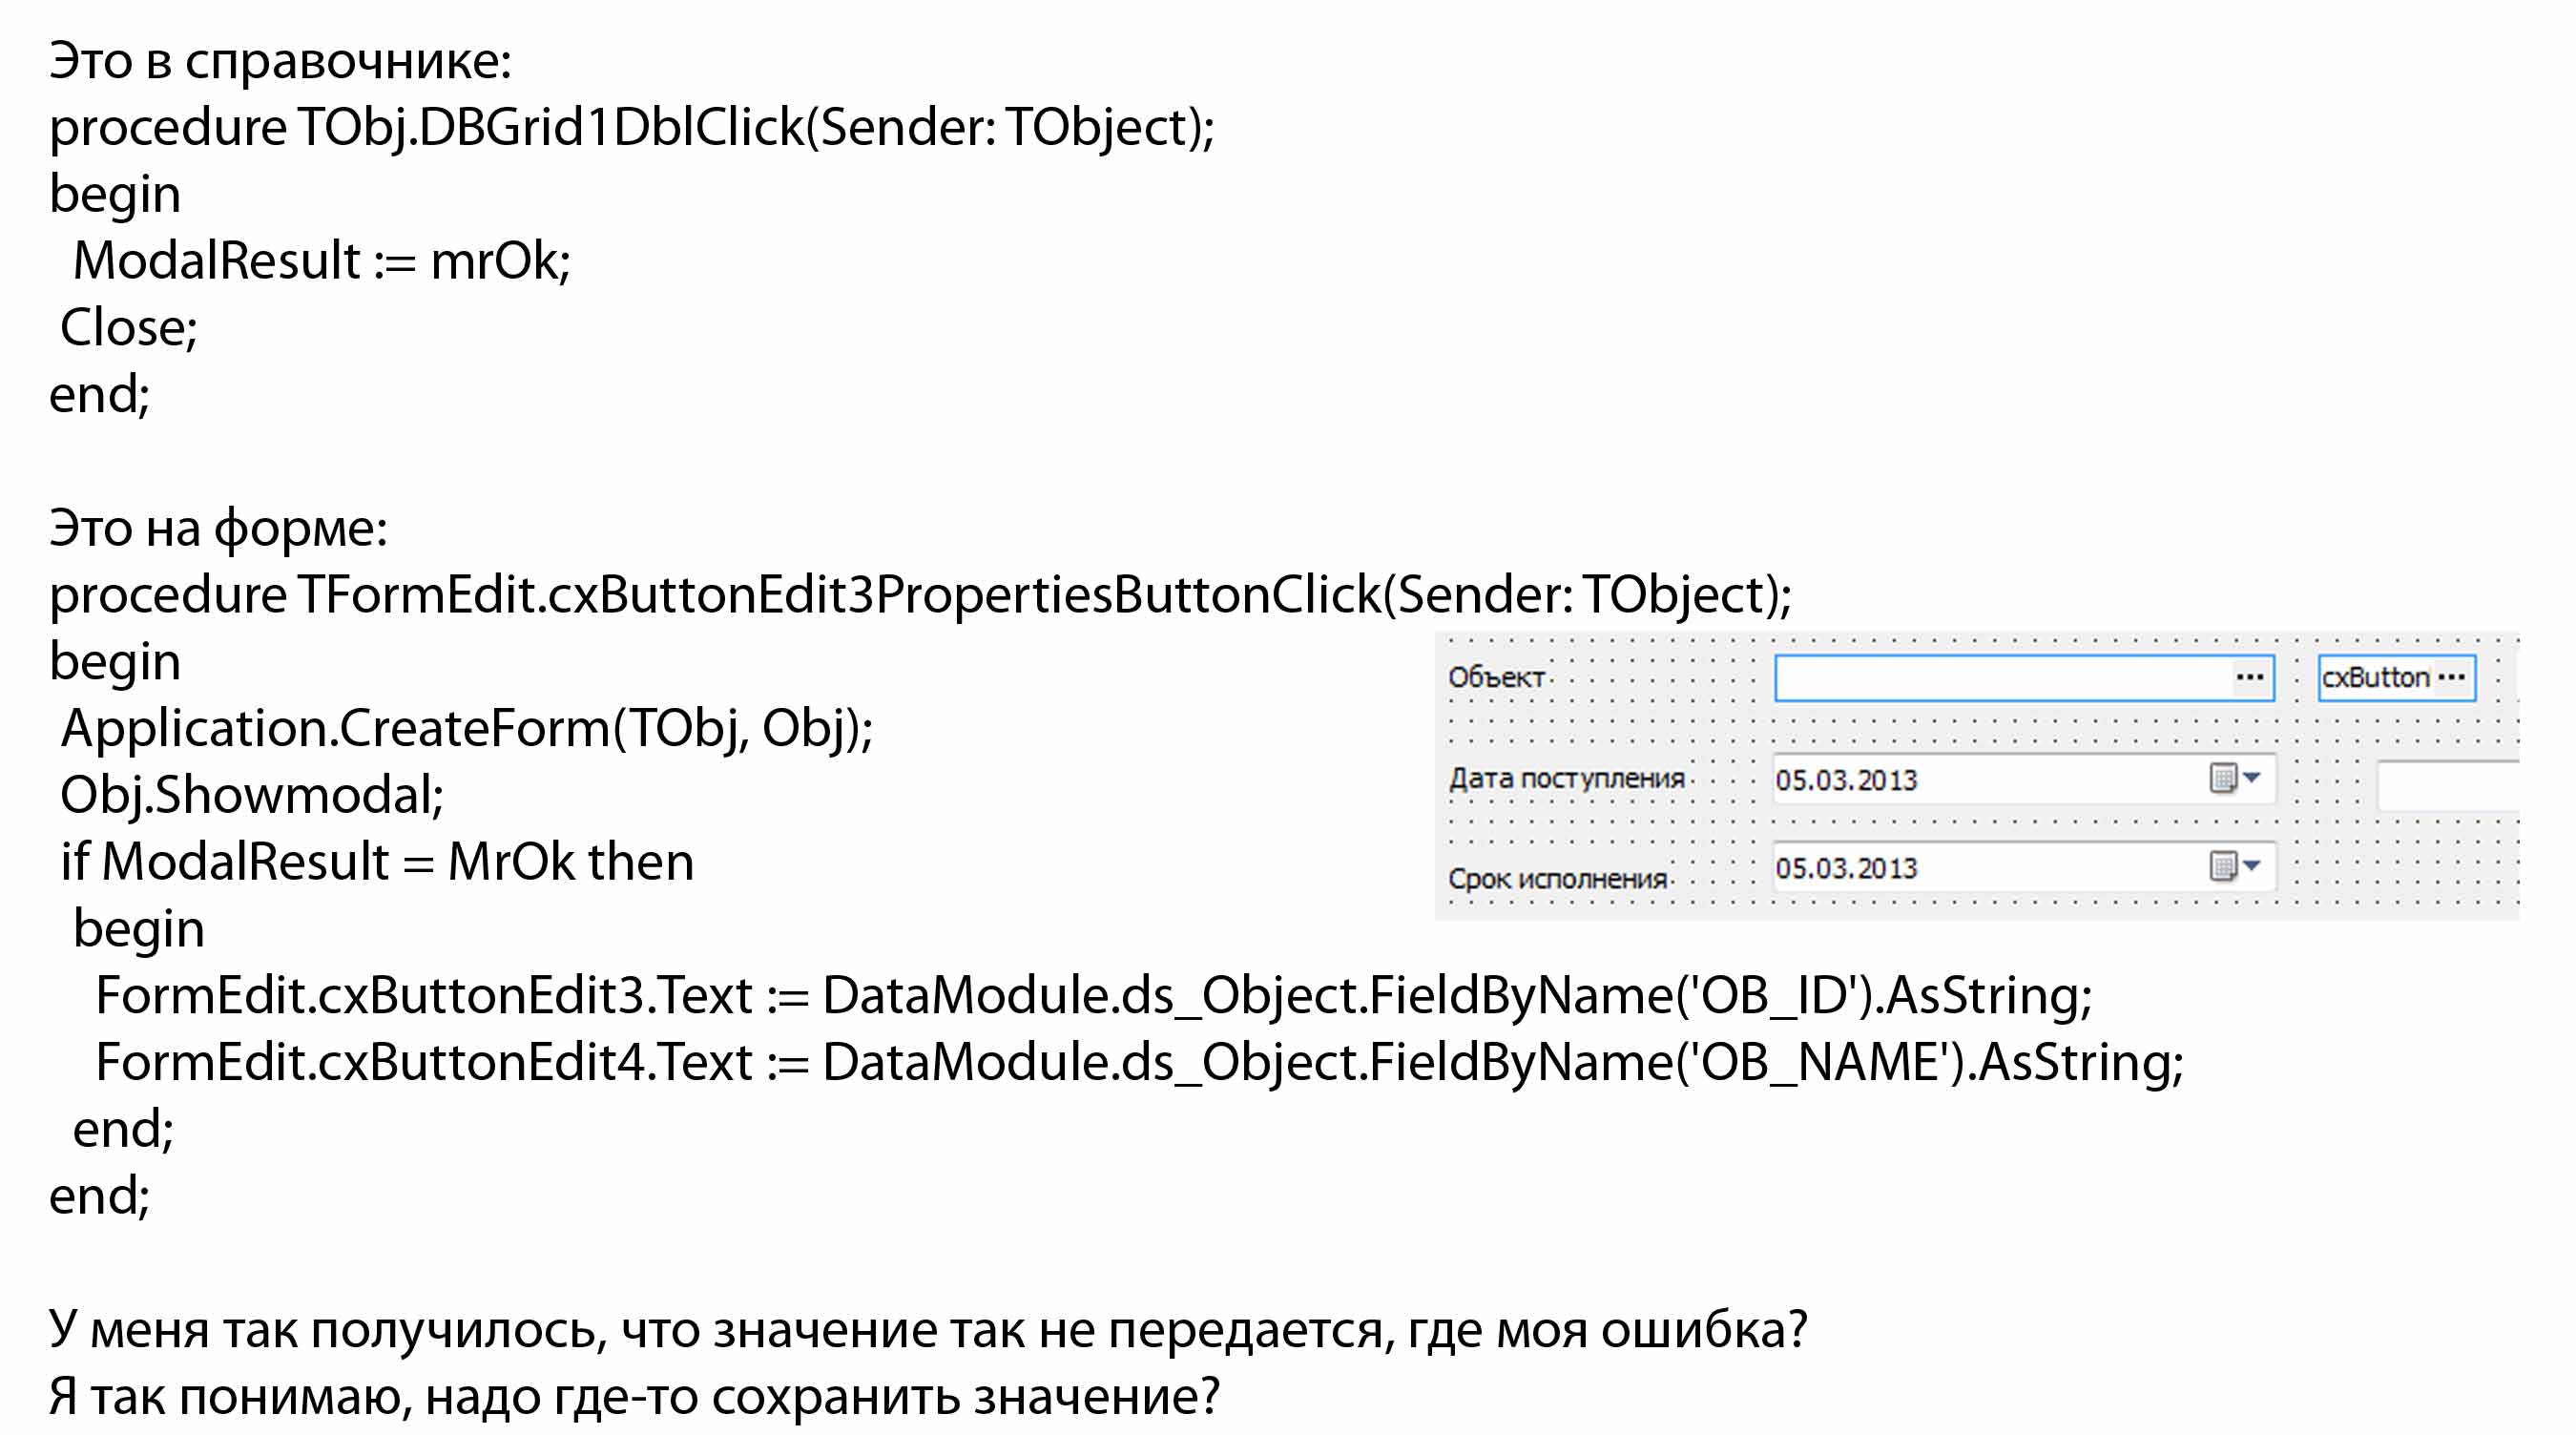 Это в справочнике:
procedure TObj.DBGrid1DblClick(Sender: TObject);
begin
ModalResult := mrOk;
Close;
end;
Это на форме:
procedure TFormEdit.cxButtonEdit3PropertiesButtonClick(Sender: TObject);
begin
Application.CreateForm(TObj, Obj);
Obj.Showmodal;
if ModalResult = MrOk then
begin
FormEdit.cxButtonEdit3.Text := DataModule.ds_Object.FieldByName('OB_ID').AsString;
FormEdit.cxButtonEdit4.Text := DataModule.ds_Object.FieldByName('OB_NAME').AsString;
end;
end;
Объект ... cxButton ...
Дата поступления 05.03.2013
Срок исполнения 05.03.2013
У меня так получилось, что значение так не передается, где моя ошибка?
Я так понимаю, надо где-то сохранить значение?